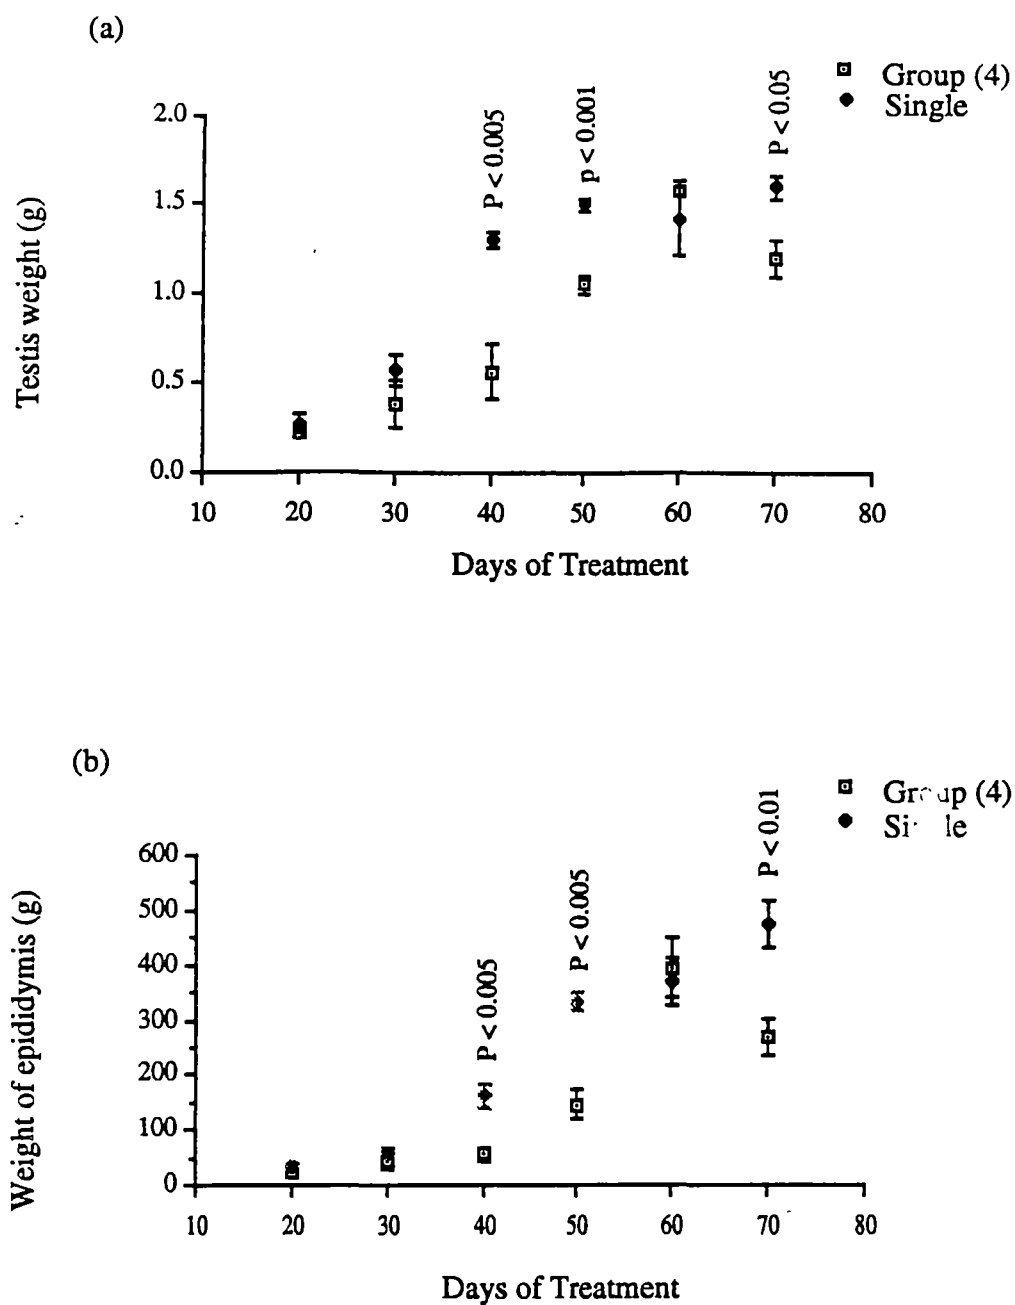 (a)
Group (4)
Single
P < 0.005
p < 0.001
P < 0.05
Testis weight (g)
2.0
1.5
1.0
0.5
0.0
10 20 30 40 50 60 70 80
Days of Treatment
(b)
Group (4)
Single
P < 0.005
P < 0.005
P < 0.01
Weight of epididymis (g)
600
500
400
300
200
100
0
10 20 30 40 50 60 70 80
Days of Treatment